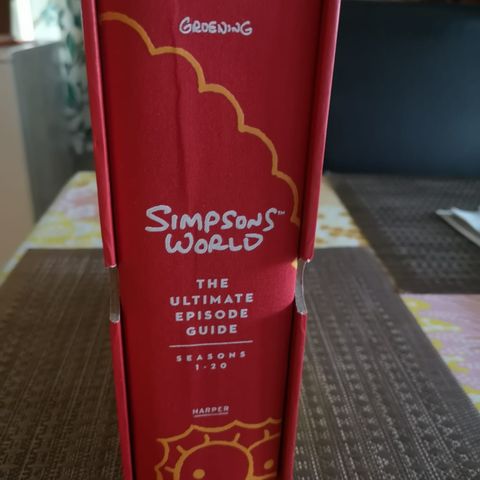 GROENING
SIMPSONS™
WORLD
THE
ULTIMATE
EPISODE
GUIDE
SEASONS
1-20
HARPER